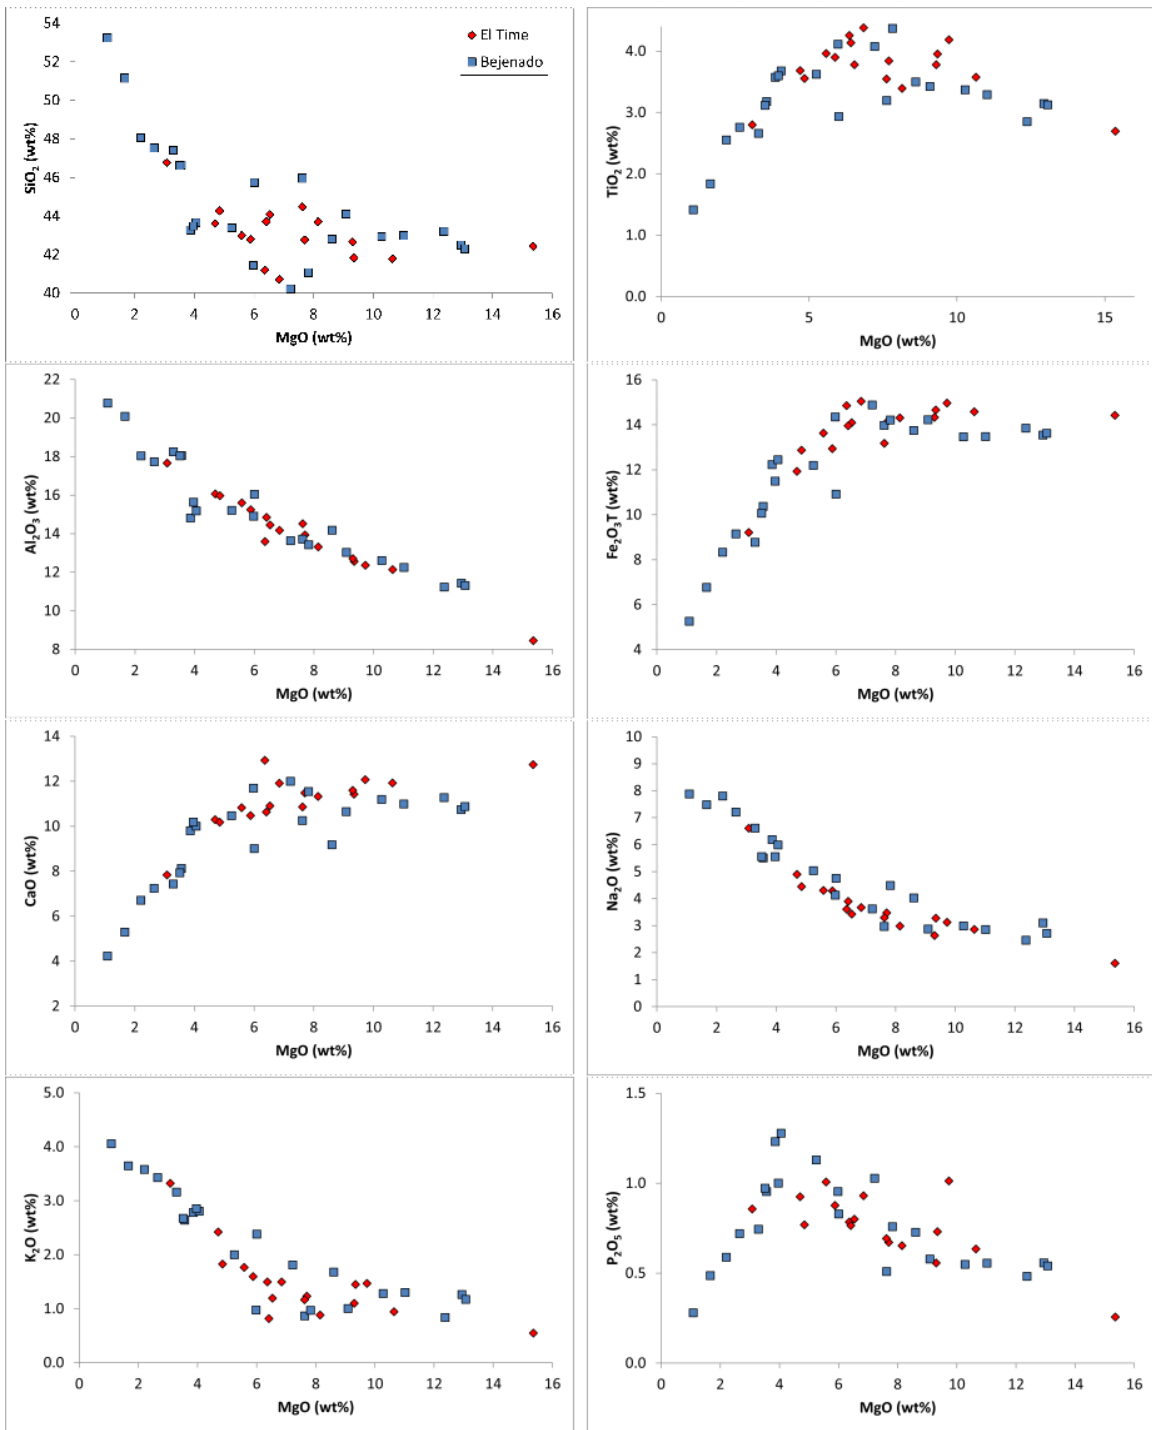 54
52
50
48
46
44
42
40
SiO2 (wt%)
El Time
Bejenado
0 2 4 6 8 10 12 14 16
MgO (wt%)
4.0
3.0
2.0
1.0
0.0
TiO2 (wt%)
0 5 10 15
MgO (wt%)
22
20
18
16
14
12
10
8
Al2O3 (wt%)
0 2 4 6 8 10 12 14 16
MgO (wt%)
16
14
12
10
8
6
4
Fe2O3T (wt%)
0 2 4 6 8 10 12 14 16
MgO (wt%)
14
12
10
8
6
4
2
CaO (wt%)
0 2 4 6 8 10 12 14 16
MgO (wt%)
10
9
8
7
6
5
4
3
2
1
0
Na2O (wt%)
0 2 4 6 8 10 12 14 16
MgO (wt%)
5.0
4.0
3.0
2.0
1.0
0.0
K2O (wt%)
0 2 4 6 8 10 12 14 16
MgO (wt%)
1.5
1.0
0.5
0.0
P2O5 (wt%)
0 2 4 6 8 10 12 14 16
MgO (wt%)